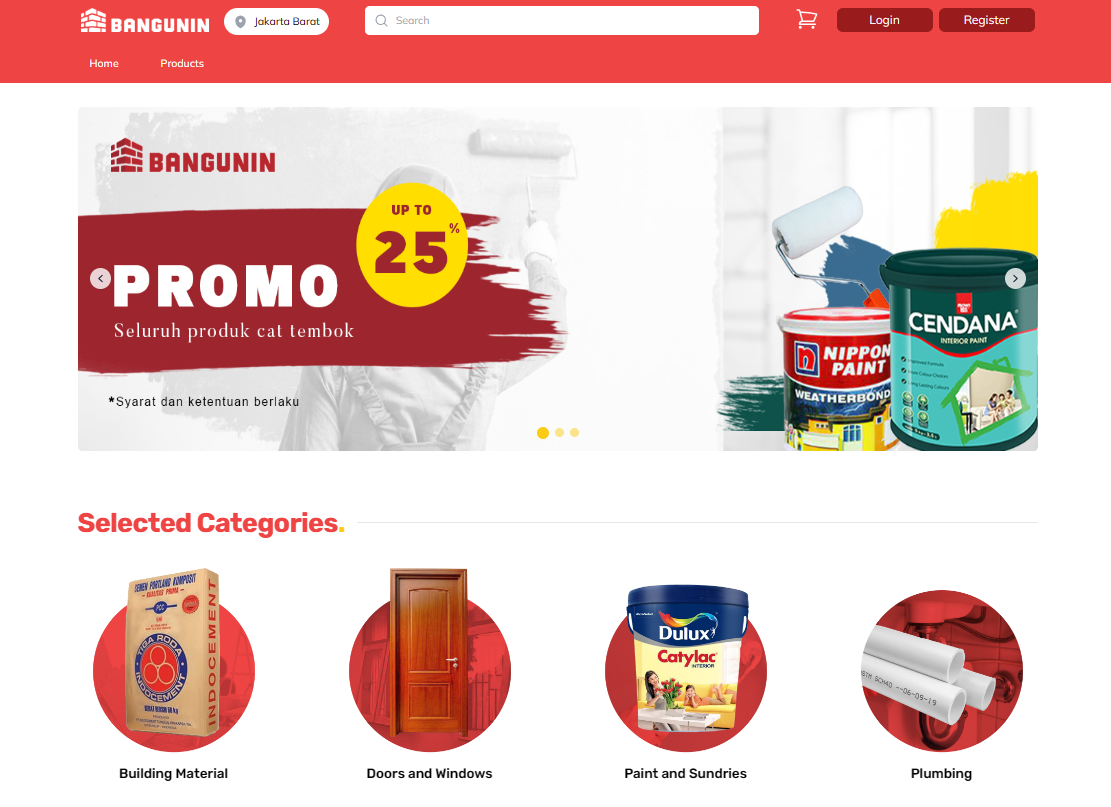 BANGUNIN
Jakarta Barat
Search
Login
Register
Home
Products
BANGUNIN
UP TO
25%
PROMO
Seluruh produk cat tembok
*Syarat dan ketentuan berlaku
CENDANA
INTERIOR PAINT
NIPPON
PAINT
WEATHERBOND
Selected Categories.
SEMEN PORTLAND KOMPOSIT
PCC
TIGA RODA
INDOCEMENT
INDOCEMENT
Dulux
Catylac
INTERIOR
Building Material
Doors and Windows
Paint and Sundries
Plumbing